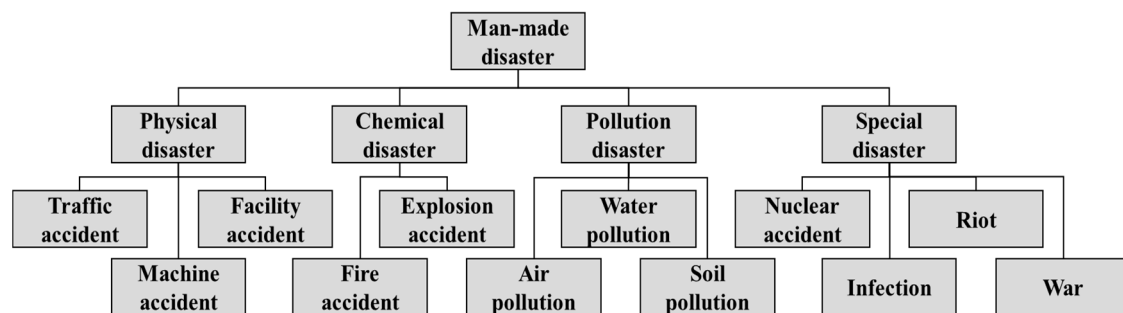 Man-made
disaster
Physical
disaster
Chemical
disaster
Pollution
disaster
Special
disaster
Traffic
accident
Facility
accident
Explosion
accident
Water
pollution
Nuclear
accident
Riot
Machine
accident
Fire
accident
Air
pollution
Soil
pollution
Infection
War